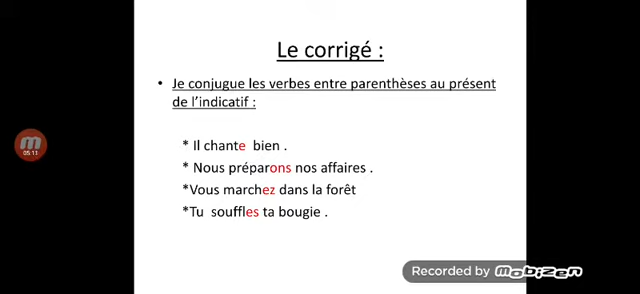 Le corrigé :
• Je conjugue les verbes entre parenthèses au présent
de l'indicatif :
* Il chante bien .
* Nous préparons nos affaires .
*Vous marchez dans la forêt
*Tu souffles ta bougie .
05:11
Recorded by mobizen